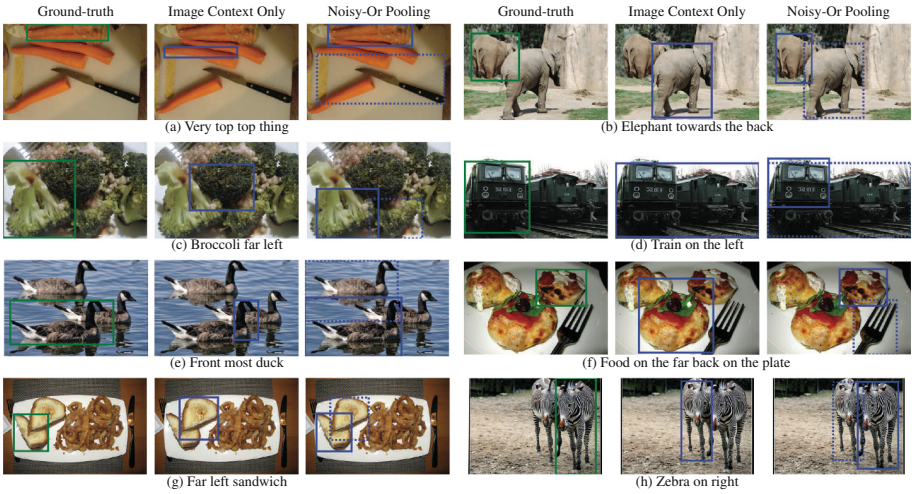 Ground-truth Image Context Only Noisy-Or Pooling Ground-truth Image Context Only Noisy-Or Pooling
(a) Very top top thing (b) Elephant towards the back
(c) Broccoli far left (d) Train on the left
(e) Front most duck (f) Food on the far back on the plate
(g) Far left sandwich (h) Zebra on right